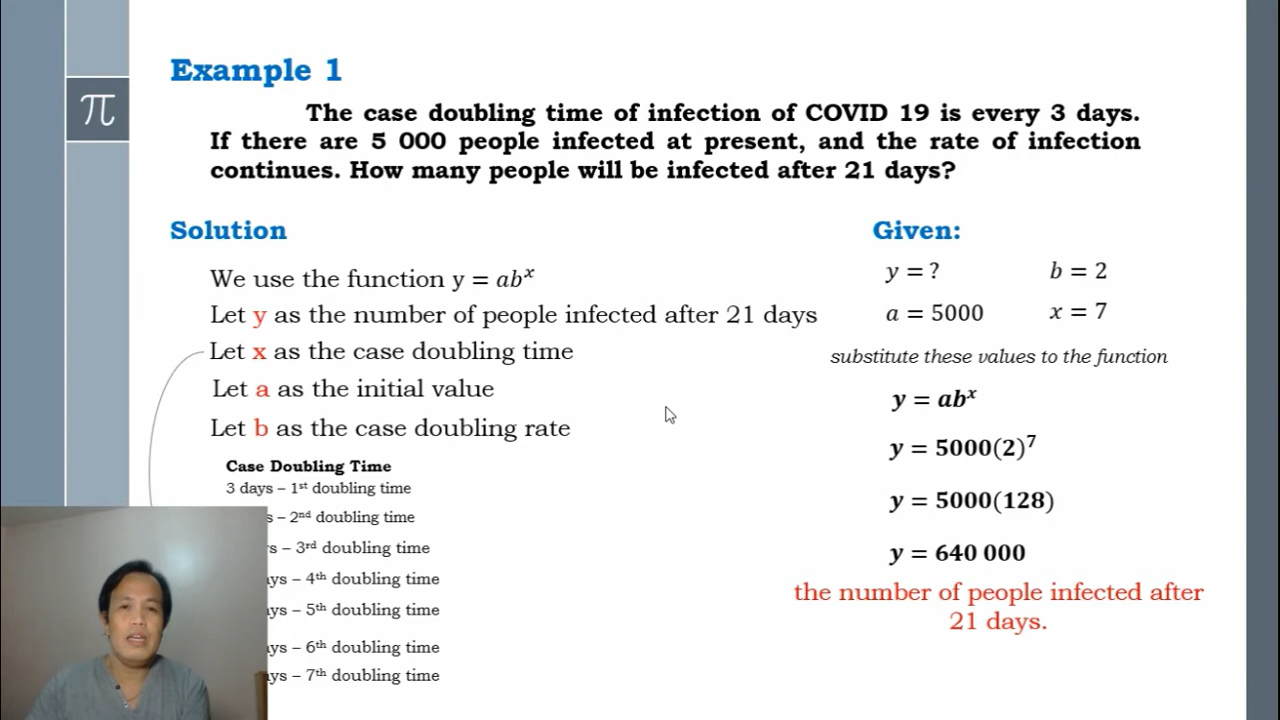 π
Example 1
The case doubling time of infection of COVID 19 is every 3 days.
If there are 5 000 people infected at present, and the rate of infection
continues. How many people will be infected after 21 days?
Solution
We use the function y = abˣ
Let y as the number of people infected after 21 days
Let x as the case doubling time
Let a as the initial value
Let b as the case doubling rate
Case Doubling Time
3 days – 1ˢᵗ doubling time
s – 2ⁿᵈ doubling time
ys – 3ʳᵈ doubling time
ays – 4ᵗʰ doubling time
ays – 5ᵗʰ doubling time
ays – 6ᵗʰ doubling time
ays – 7ᵗʰ doubling time
Given:
y = ? b = 2
a = 5000 x = 7
substitute these values to the function
y = abˣ
y = 5000(2)⁷
y = 5000(128)
y = 640 000
the number of people infected after
21 days.